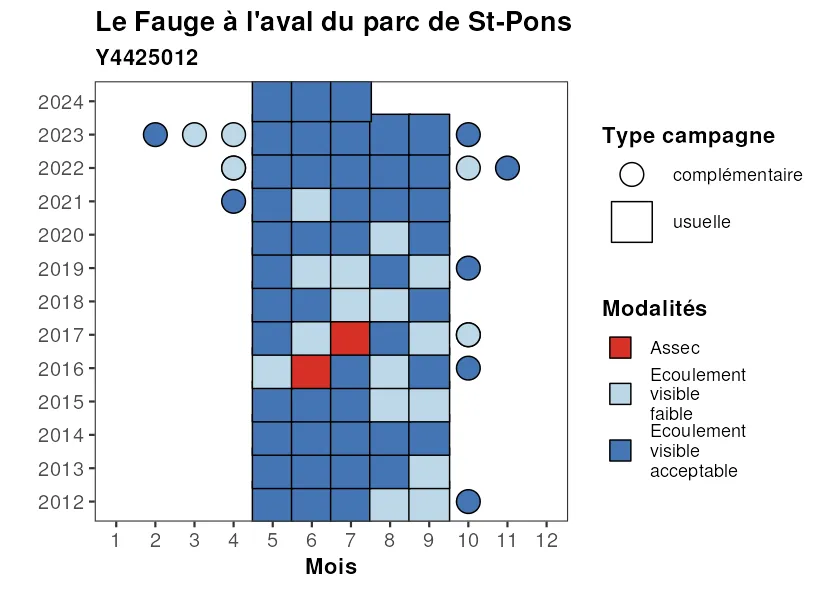 Le Fauge à l'aval du parc de St-Pons
Y4425012
2024
2023
2022
2021
2020
2019
2018
2017
2016
2015
2014
2013
2012
1 2 3 4 5 6 7 8 9 10 11 12
Mois
Type campagne
complémentaire
usuelle
Modalités
Assec
Ecoulement
visible
faible
Ecoulement
visible
acceptable